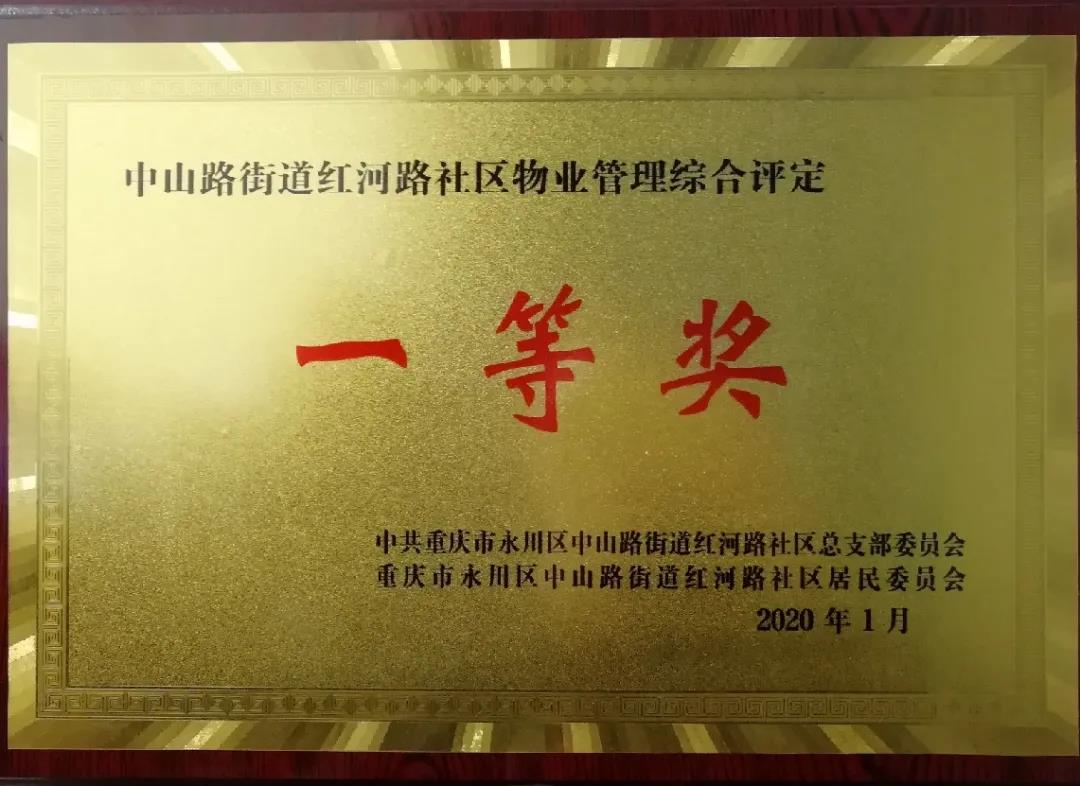 中山路街道红河路社区物业管理综合评定
一等奖
中共重庆市永川区中山路街道红河路社区总支部委员会
重庆市永川区中山路街道红河路社区居民委员会
2020年1月